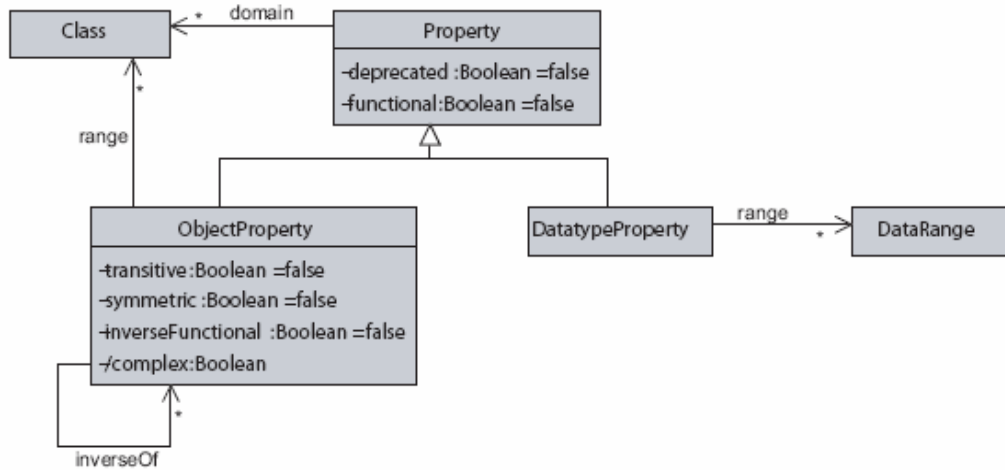 * domain
Class
Property
-deprecated :Boolean =false
-functional:Boolean =false
*
range
ObjectProperty
-transitive:Boolean =false
-symmetric :Boolean =false
-inverseFunctional :Boolean =false
-/complex:Boolean
DatatypeProperty
range
*
DataRange
*
inverseOf